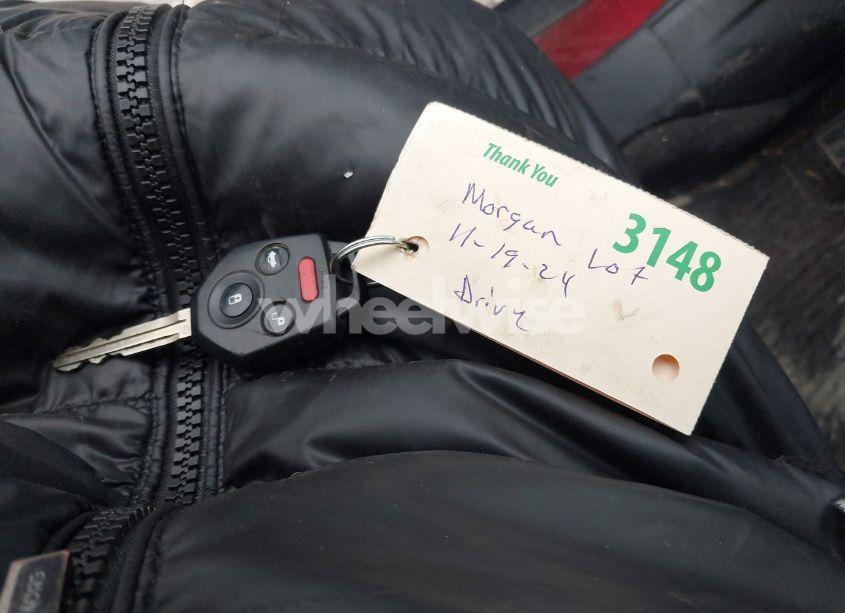 Thank You
3148
Morgan Lot
11-19-24
Drive
wheelwise